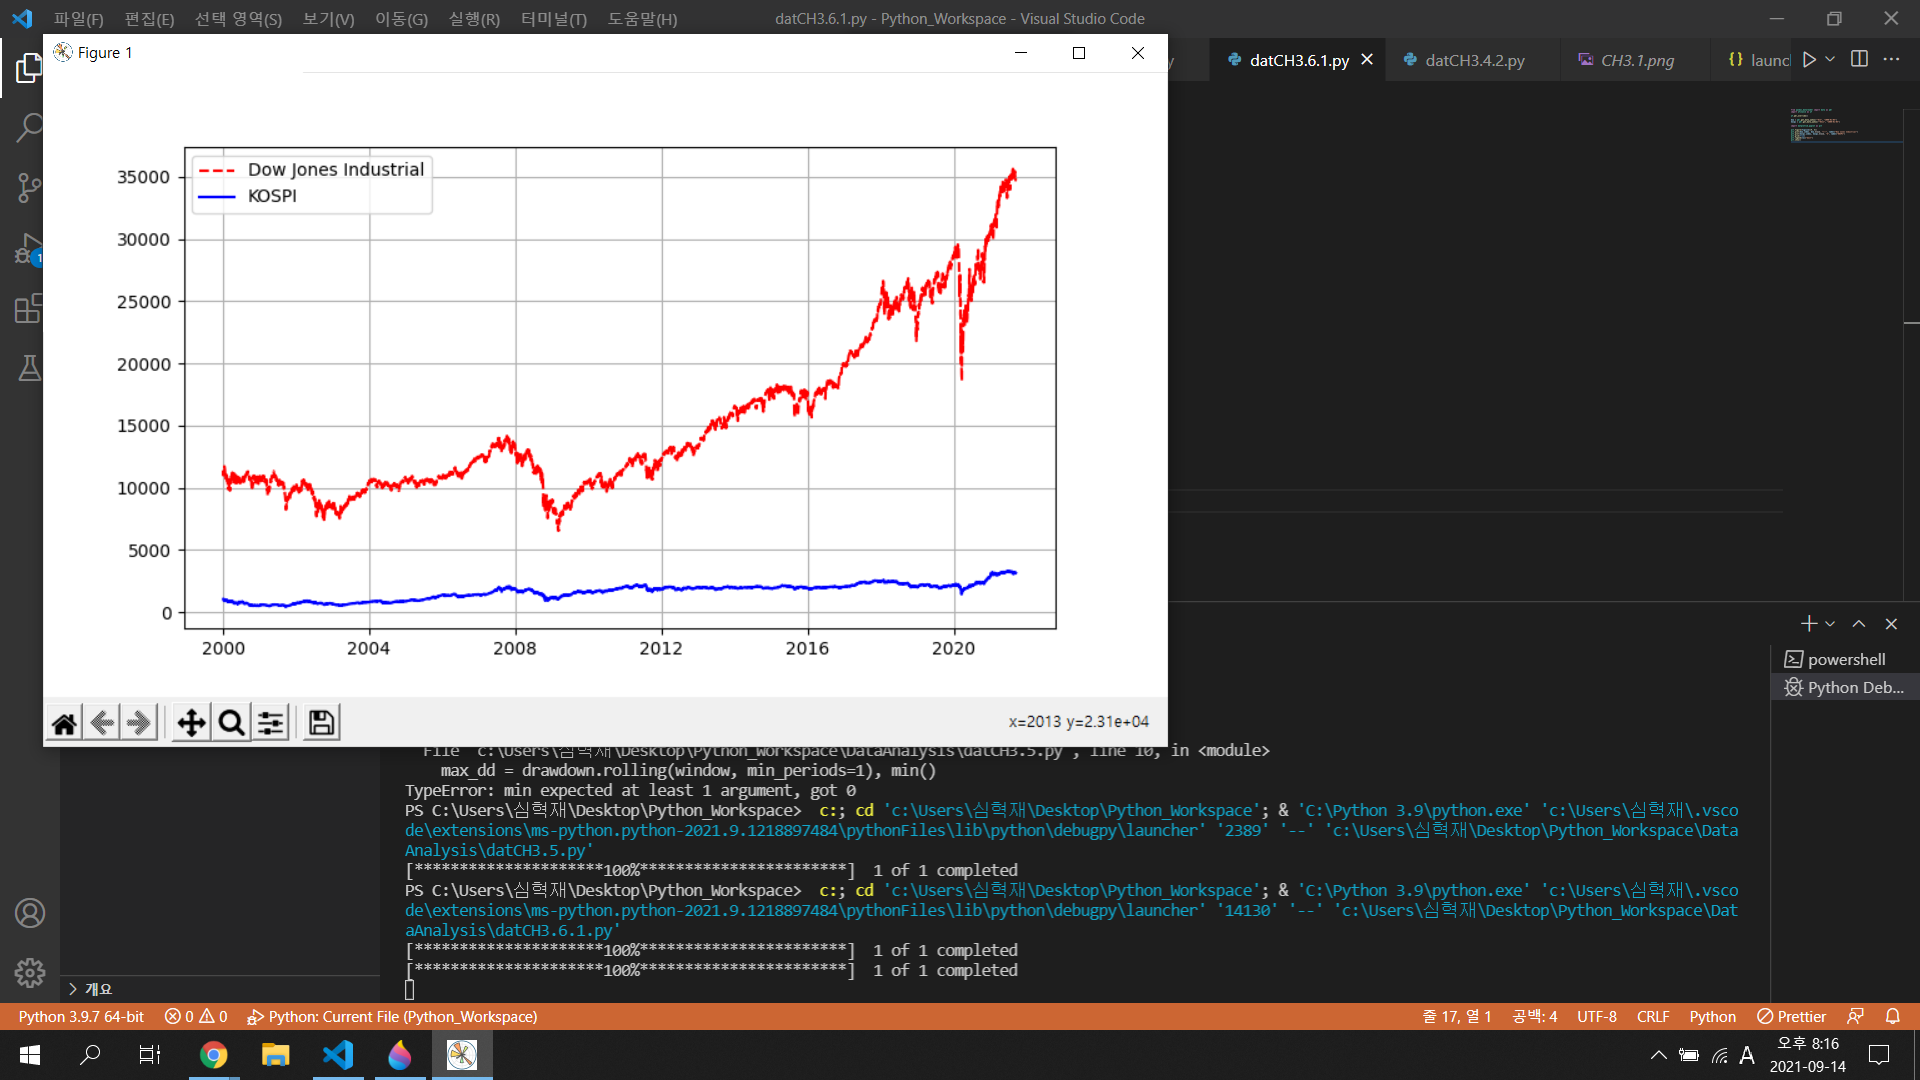 파일(F) 편집(E) 선택 영역(S) 보기(V) 이동(G) 실행(R) 터미널(T) 도움말(H) datCH3.6.1.py - Python_Workspace - Visual Studio Code
Figure 1
datCH3.6.1.py datCH3.4.2.py CH3.1.png {} launc
Dow Jones Industrial
KOSPI
35000
30000
25000
20000
15000
10000
5000
0
2000 2004 2008 2012 2016 2020
1
powershell
Python Deb...
x=2013 y=2.31e+04
File c:\Users\심혁재\Desktop\Python_Workspace\DataAnalysis\datCH3.5.py , line 10, in <module>
max_dd = drawdown.rolling(window, min_periods=1), min()
TypeError: min expected at least 1 argument, got 0
PS C:\Users\심혁재\Desktop\Python_Workspace> c:; cd 'c:\Users\심혁재\Desktop\Python_Workspace'; & 'C:\Python 3.9\python.exe' 'c:\Users\심혁재\.vsco
de\extensions\ms-python.python-2021.9.1218897484\pythonFiles\lib\python\debugpy\launcher' '2389' '--' 'c:\Users\심혁재\Desktop\Python_Workspace\Data
Analysis\datCH3.5.py'
[*********************100%***********************] 1 of 1 completed
PS C:\Users\심혁재\Desktop\Python_Workspace> c:; cd 'c:\Users\심혁재\Desktop\Python_Workspace'; & 'C:\Python 3.9\python.exe' 'c:\Users\심혁재\.vsco
de\extensions\ms-python.python-2021.9.1218897484\pythonFiles\lib\python\debugpy\launcher' '14130' '--' 'c:\Users\심혁재\Desktop\Python_Workspace\Dat
aAnalysis\datCH3.6.1.py'
[*********************100%***********************] 1 of 1 completed
[*********************100%***********************] 1 of 1 completed
개요
Python 3.9.7 64-bit 0 0 Python: Current File (Python_Workspace) 줄 17, 열 1 공백: 4 UTF-8 CRLF Python Prettier
A 오후 8:16
2021-09-14